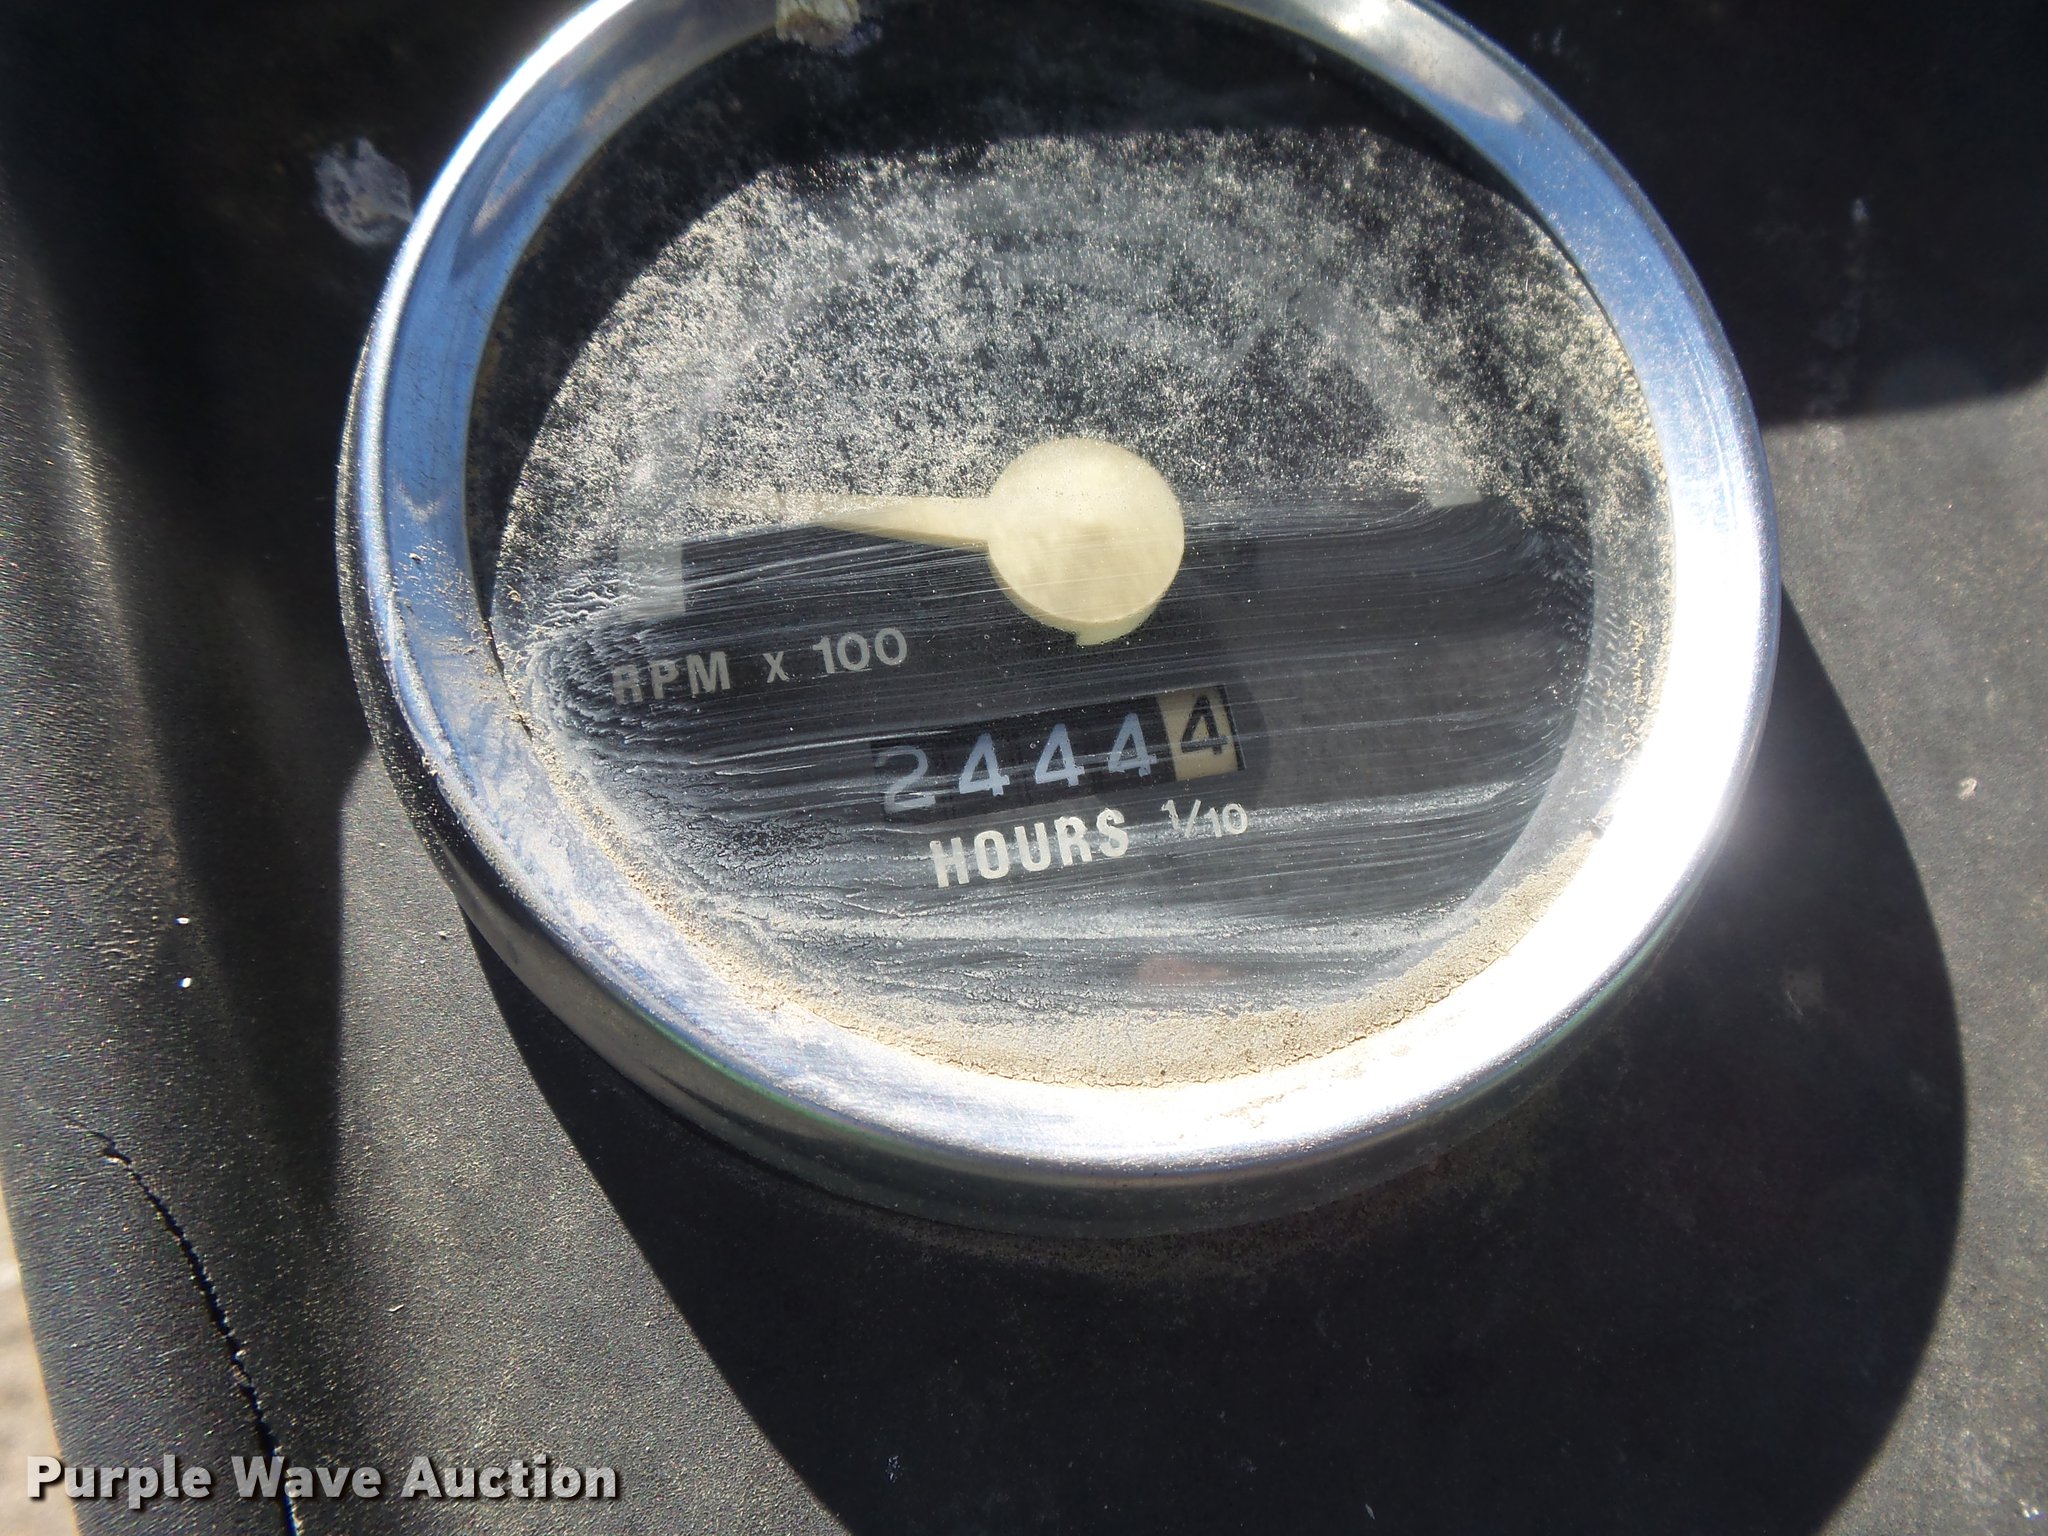 RPM x 100
24444
HOURS 1/10
Purple Wave Auction